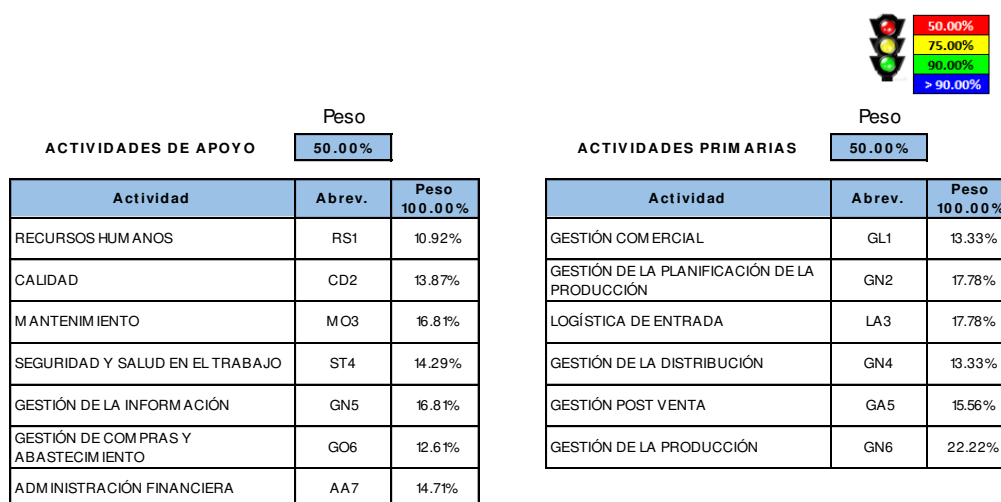 50.00%
75.00%
90.00%
> 90.00%
Peso
ACTIVIDADES DE APOYO 50.00%
Actividad Abrev. Peso 100.00%
RECURSOS HUMANOS RS1 10.92%
CALIDAD CD2 13.87%
MANTENIMIENTO MO3 16.81%
SEGURIDAD Y SALUD EN EL TRABAJO ST4 14.29%
GESTIÓN DE LA INFORMACIÓN GN5 16.81%
GESTIÓN DE COMPRAS Y
ABASTECIMIENTO GO6 12.61%
ADMINISTRACIÓN FINANCIERA AA7 14.71%
Peso
ACTIVIDADES PRIMARIAS 50.00%
Actividad Abrev. Peso 100.00%
GESTIÓN COMERCIAL GL1 13.33%
GESTIÓN DE LA PLANIFICACIÓN DE LA
PRODUCCIÓN GN2 17.78%
LOGÍSTICA DE ENTRADA LA3 17.78%
GESTIÓN DE LA DISTRIBUCIÓN GN4 13.33%
GESTIÓN POST VENTA GA5 15.56%
GESTIÓN DE LA PRODUCCIÓN GN6 22.22%